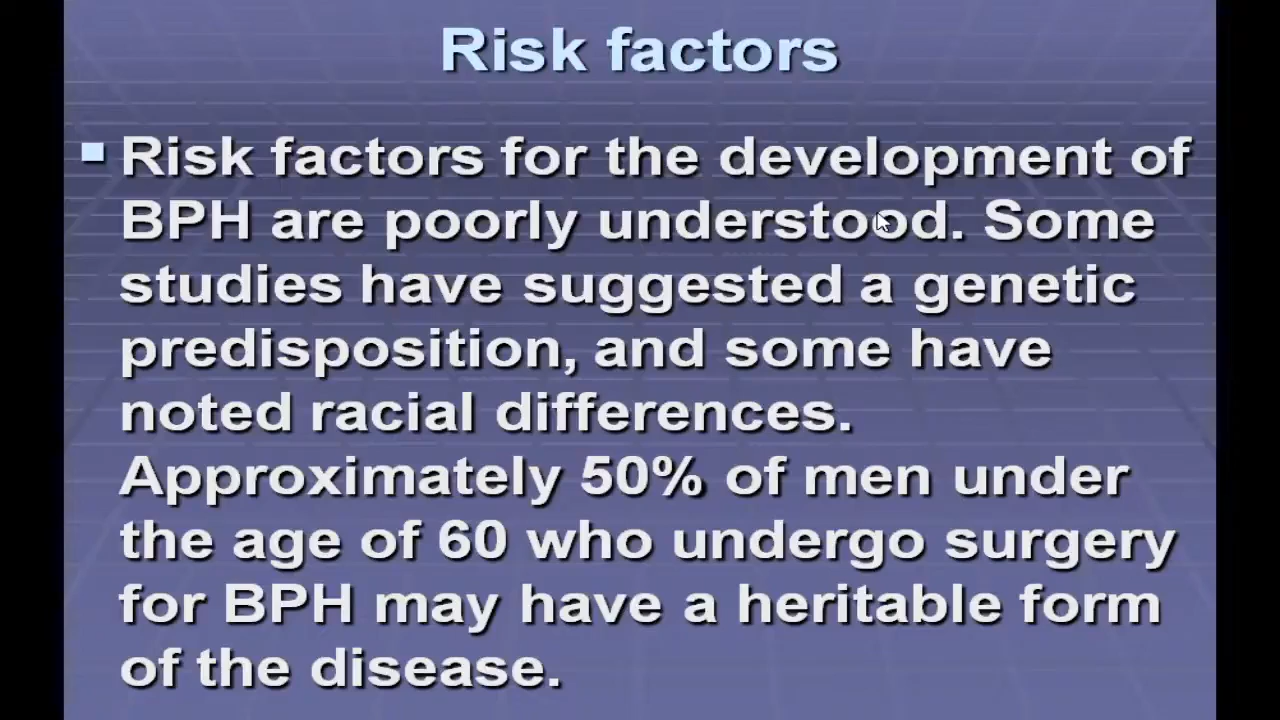 Risk factors
Risk factors for the development of
BPH are poorly understood. Some
studies have suggested a genetic
predisposition, and some have
noted racial differences.
Approximately 50% of men under
the age of 60 who undergo surgery
for BPH may have a heritable form
of the disease.